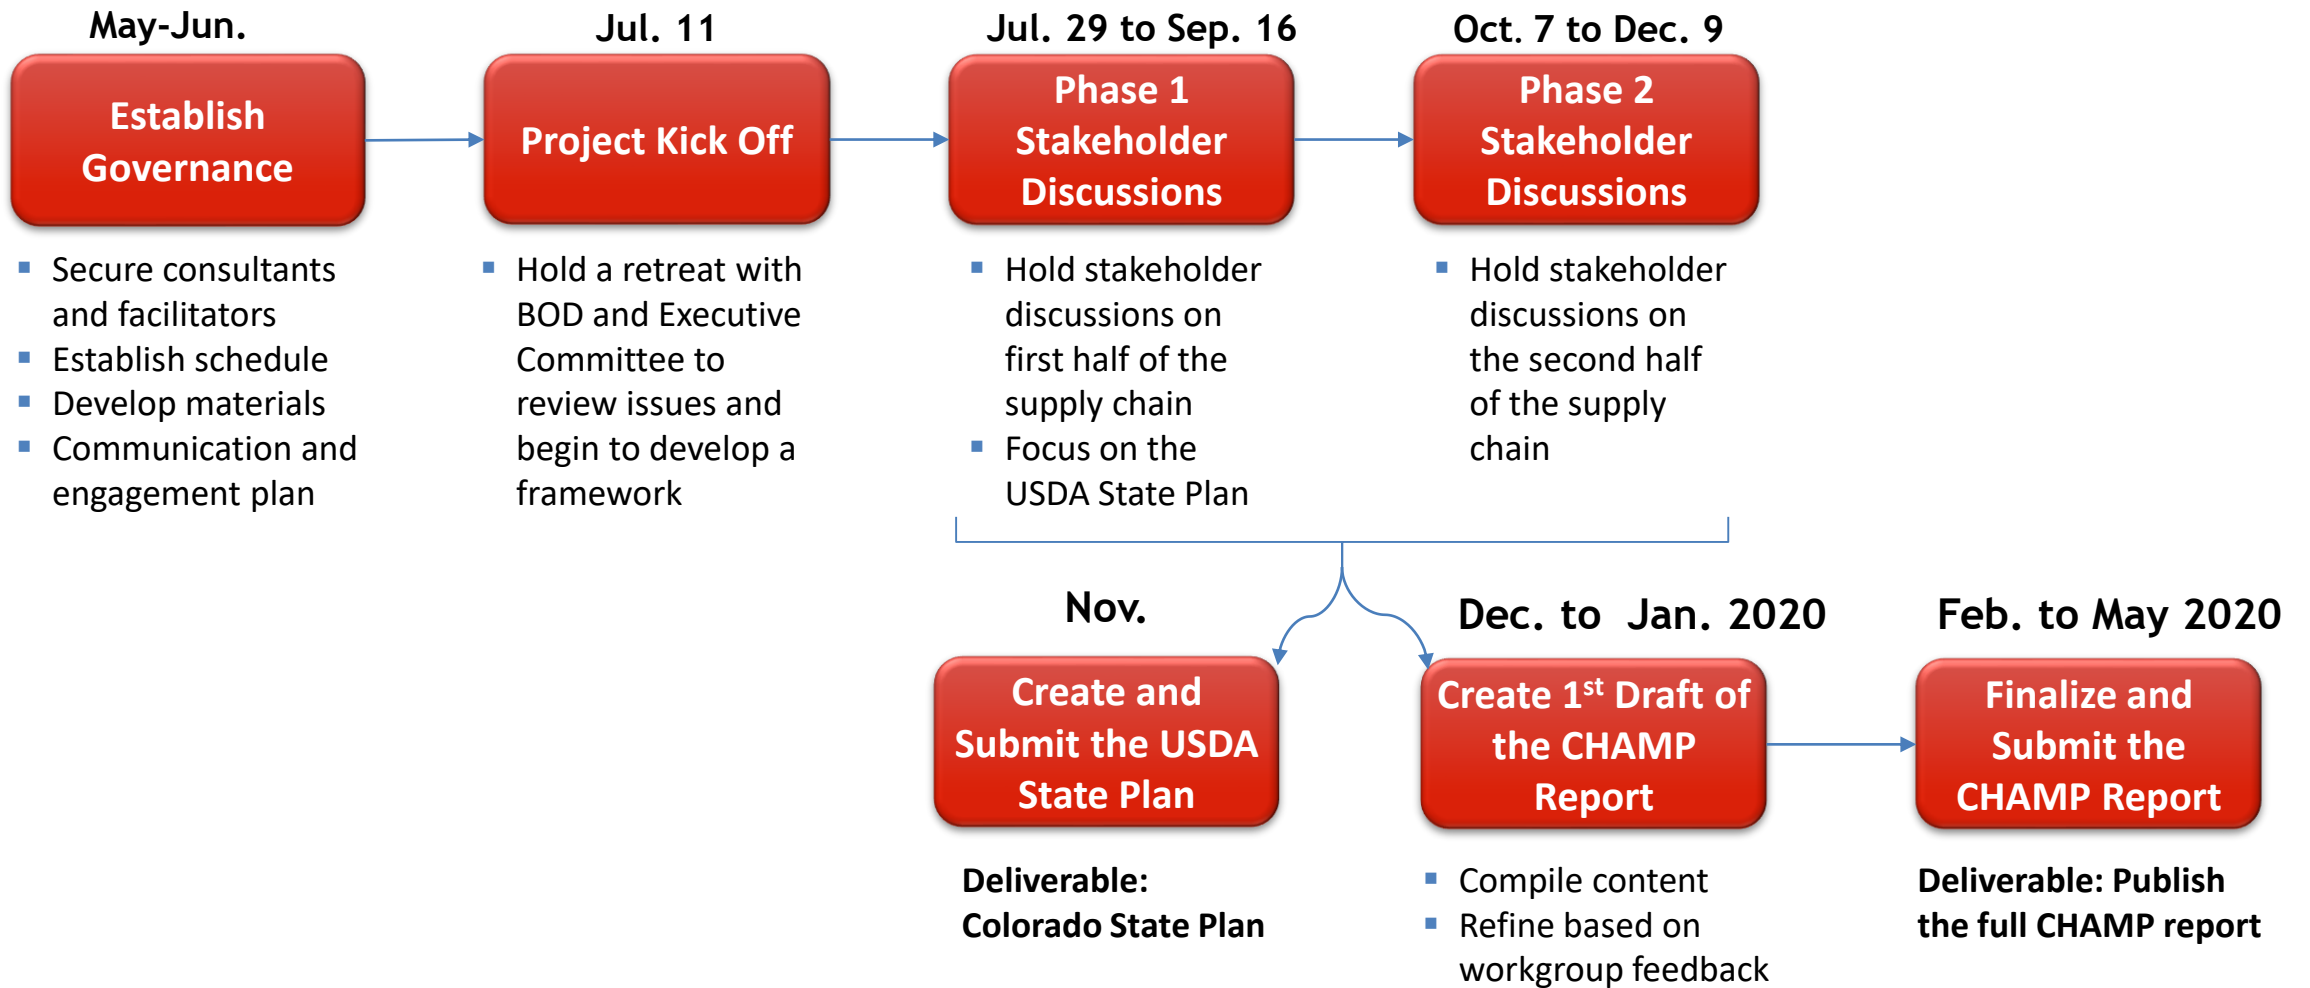 May-Jun.
Establish
Governance
▪ Secure consultants
and facilitators
▪ Establish schedule
▪ Develop materials
▪ Communication and
engagement plan
Jul. 11
Project Kick Off
▪ Hold a retreat with
BOD and Executive
Committee to
review issues and
begin to develop a
framework
Jul. 29 to Sep. 16
Phase 1
Stakeholder
Discussions
▪ Hold stakeholder
discussions on
first half of the
supply chain
▪ Focus on the
USDA State Plan
Oct. 7 to Dec. 9
Phase 2
Stakeholder
Discussions
▪ Hold stakeholder
discussions on
the second half
of the supply
chain
Nov.
Create and
Submit the USDA
State Plan
Deliverable:
Colorado State Plan
Dec. to Jan. 2020
Create 1st Draft of
the CHAMP
Report
▪ Compile content
▪ Refine based on
workgroup feedback
Feb. to May 2020
Finalize and
Submit the
CHAMP Report
Deliverable: Publish
the full CHAMP report